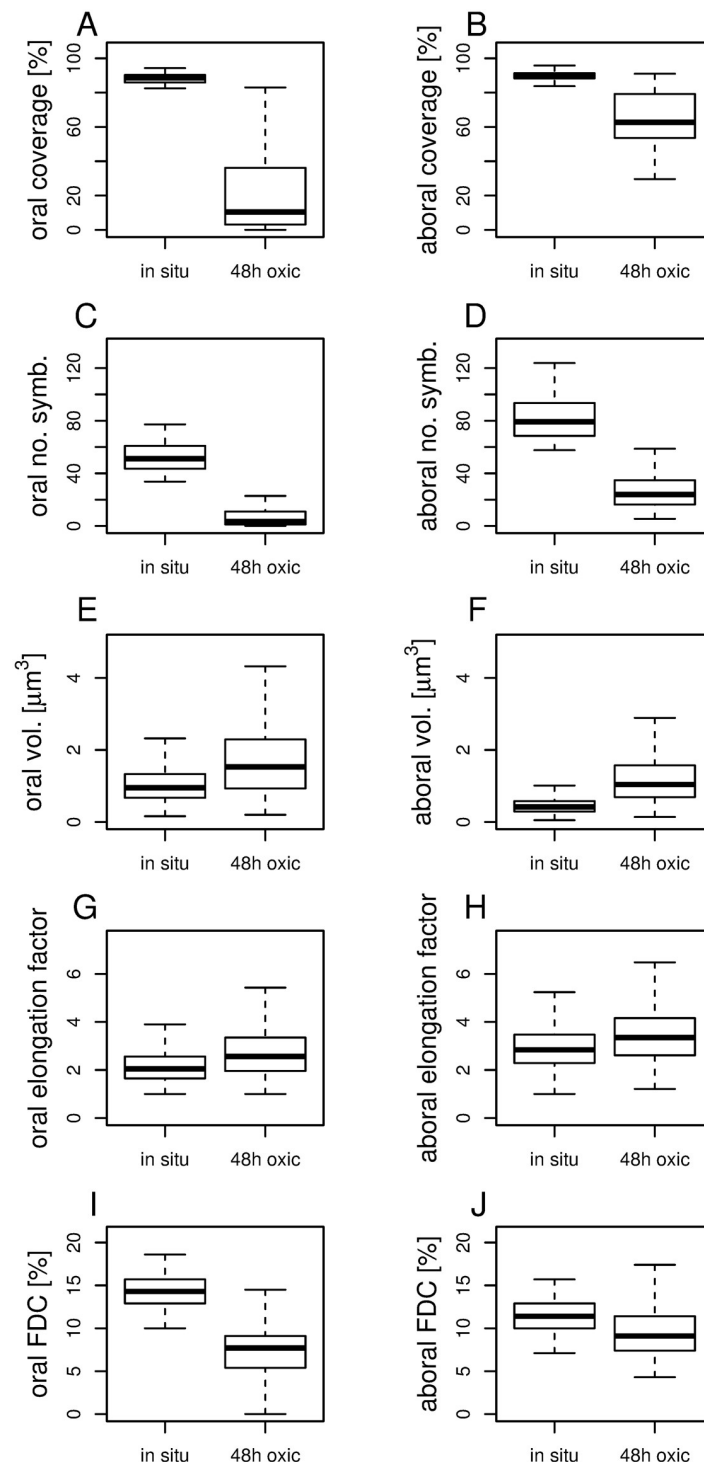 A
oral coverage [%]
0 20 60 100
in situ 48h oxic
B
aboral coverage [%]
0 20 60 100
in situ 48h oxic
C
oral no. symb.
0 40 80 120
in situ 48h oxic
D
aboral no. symb.
0 40 80 120
in situ 48h oxic
E
oral vol. [μm³]
0 2 4
in situ 48h oxic
F
aboral vol. [μm³]
0 2 4
in situ 48h oxic
G
oral elongation factor
0 2 4 6
in situ 48h oxic
H
aboral elongation factor
0 2 4 6
in situ 48h oxic
I
oral FDC [%]
0 5 10 15 20
in situ 48h oxic
J
aboral FDC [%]
0 5 10 15 20
in situ 48h oxic